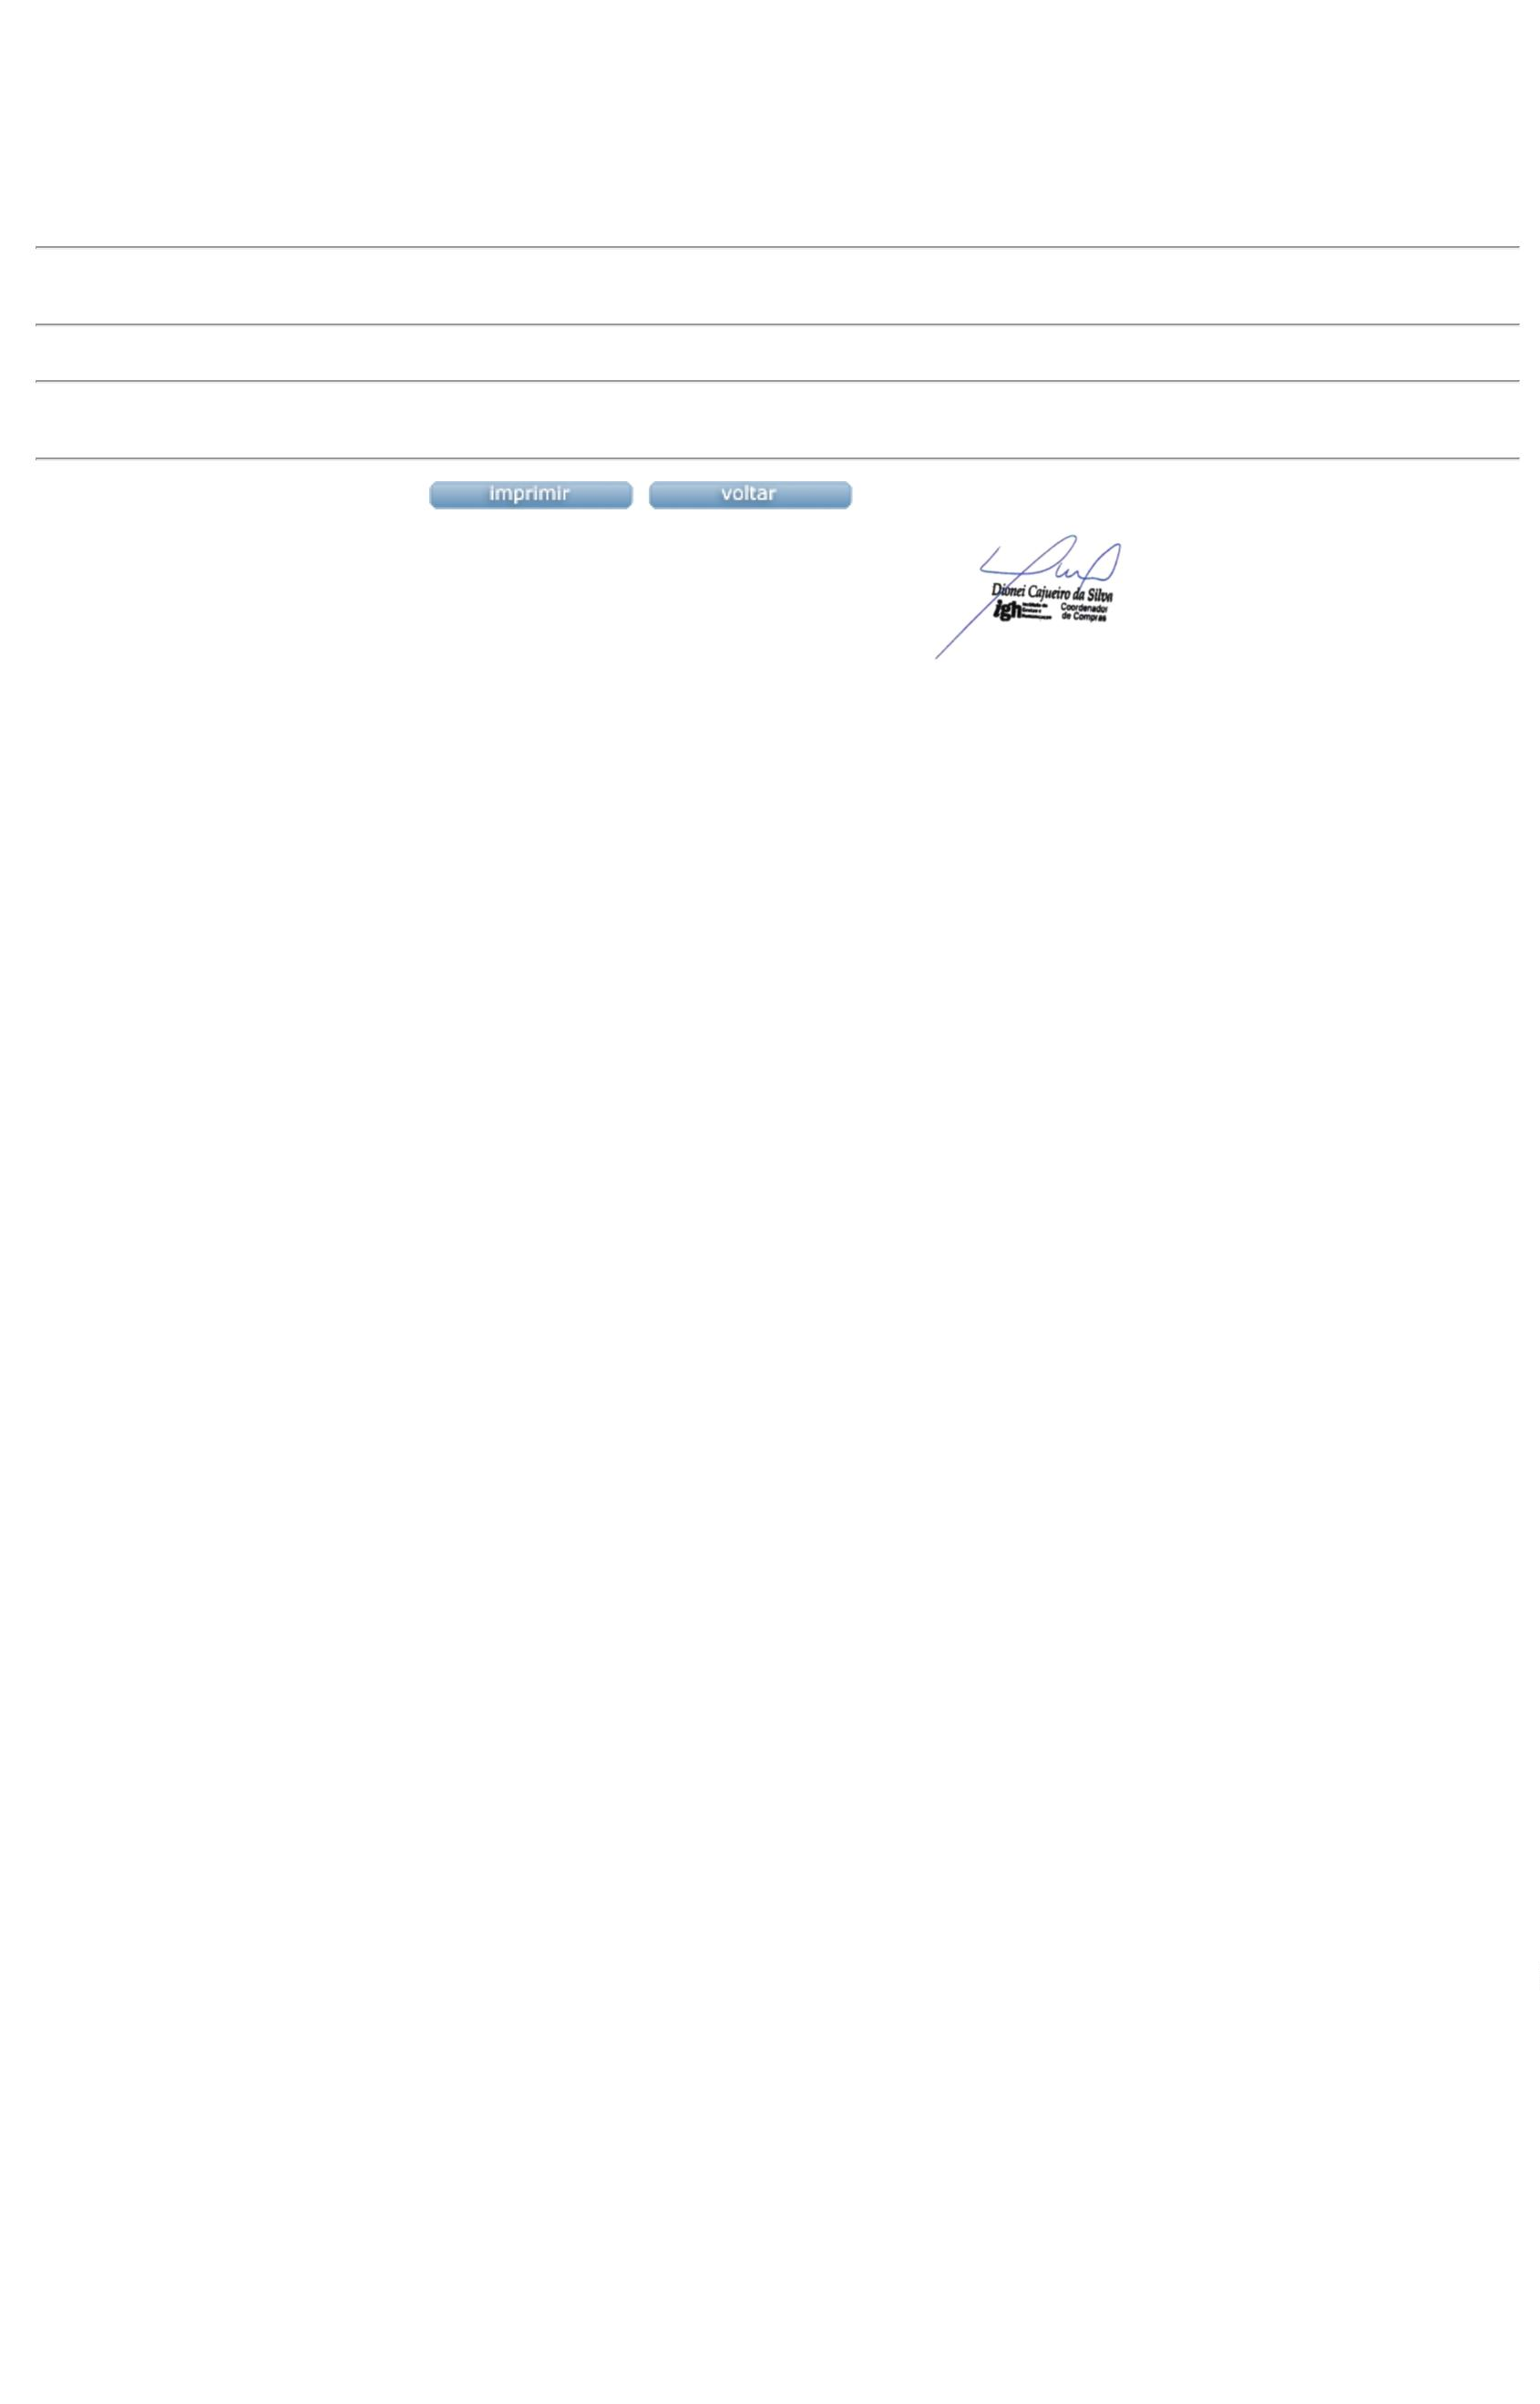 imprimir voltar
Dionei Cajueiro da Silva
igh Coordenador
de Compras